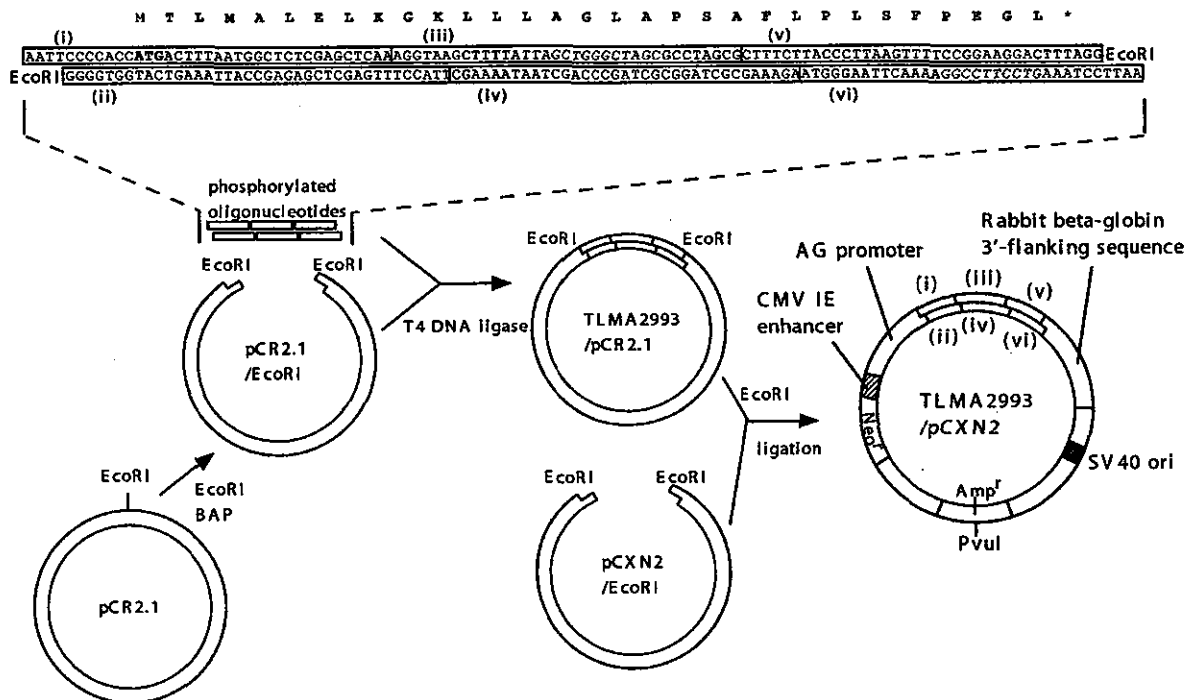 M T L M A L E L K G K L L L A G L A P S A F L P L S F P E G L *
(i) (iii) (v)
AATTCCCCACCATGACTTTAATGGCTCTCGAGCTCAAAGGTAAGCTTTTATTAGCTGGGCTAGCGCCTAGCGCTTTCTTACCCTTAAGTTTTCCGGAAGGACTTTAGG EcoRI
EcoRI GGGGTGGTACTGAAATTACCGAGAGCTCGAGTTTCCATTCGAAAATAATCGACCCGATCGCGGATCGCGAAAGAATGGGAATTCAAAAGGCCTTCCTGAAATCCTTAA
(ii) (iv) (vi)
phosphorylated
oligonucleotides
EcoRI EcoRI
pCR2.1
/EcoRI
T4 DNA ligase
EcoRI EcoRI
TLMA2993
/pCR2.1
EcoRI
ligation
EcoRI
EcoRI
BAP
pCR2.1
EcoRI EcoRI
pCXN2
/EcoRI
Rabbit beta-globin
3'-flanking sequence
AG promoter
CMV IE
enhancer
(i) (iii) (v)
(ii) (iv) (vi)
TLMA2993
/pCXN2
Neo^r
SV40 ori
Amp^r
PvuI